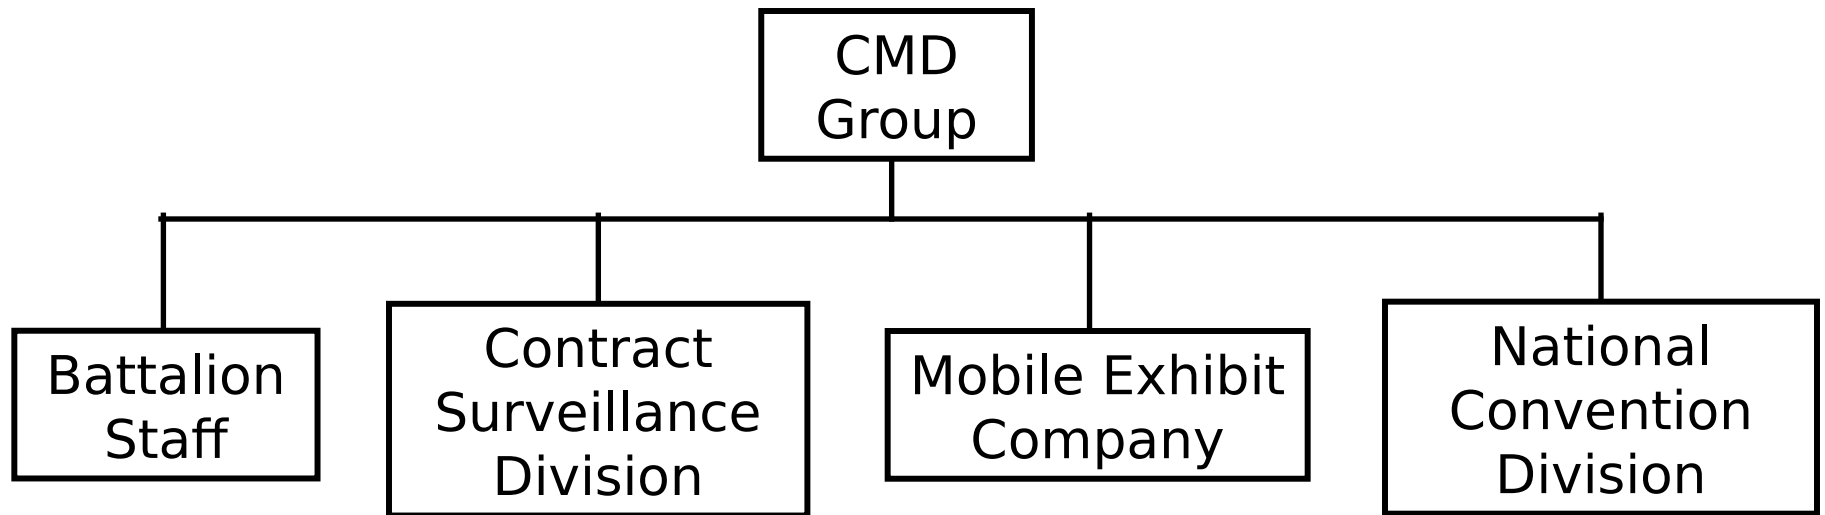 CMD
Group
Battalion
Staff
Contract
Surveillance
Division
Mobile Exhibit
Company
National
Convention
Division